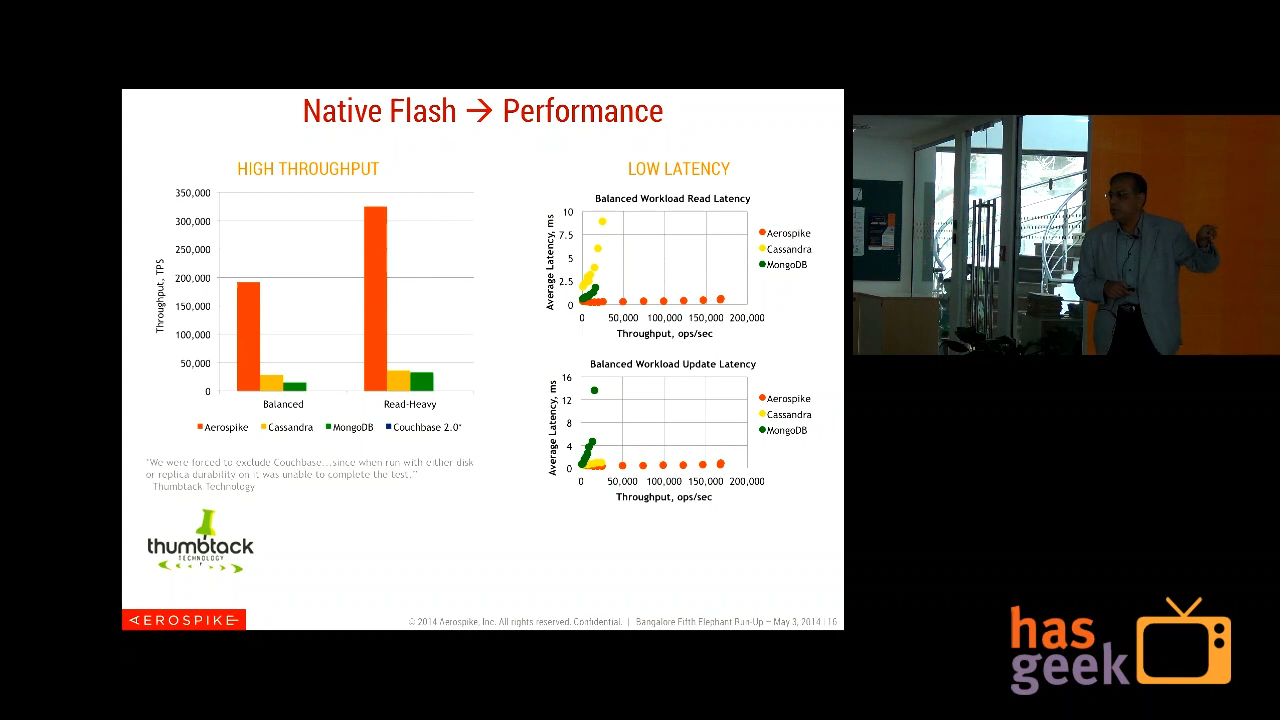 Native Flash → Performance
HIGH THROUGHPUT
350,000
300,000
250,000
200,000
150,000
100,000
50,000
0
Throughput, TPS
Balanced
Read-Heavy
Aerospike
Cassandra
MongoDB
Couchbase 2.0*
"We were forced to exclude Couchbase...since when run with either disk
or replica durability on it was unable to complete the test."
Thumbtack Technology
thumbtack
TECHNOLOGY
LOW LATENCY
Balanced Workload Read Latency
Average Latency, ms
10
7.5
5
2.5
0
0 50,000 100,000 150,000 200,000
Throughput, ops/sec
Aerospike
Cassandra
MongoDB
Balanced Workload Update Latency
Average Latency, ms
16
12
8
4
0
0 50,000 100,000 150,000 200,000
Throughput, ops/sec
Aerospike
Cassandra
MongoDB
AEROSPIKE
© 2014 Aerospike, Inc. All rights reserved. Confidential. | Bangalore Fifth Elephant Run-Up – May 3, 2014 | 16
has
geek